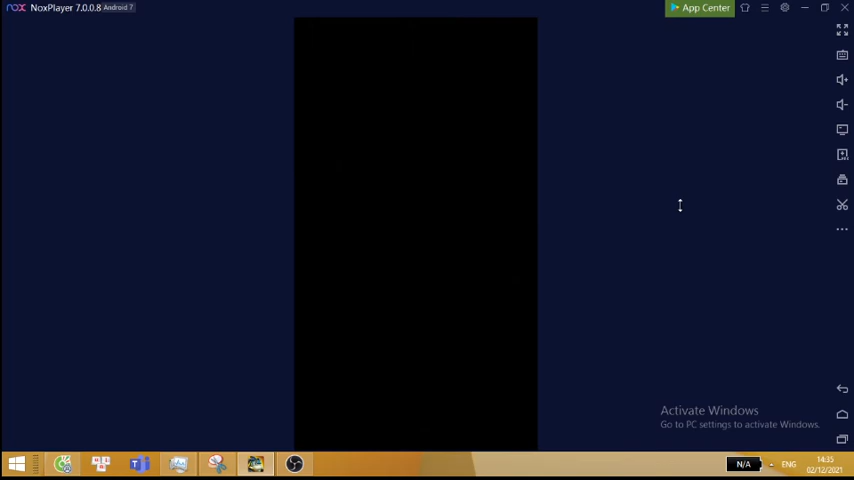 nox NoxPlayer 7.0.0.8 Android 7
App Center
Activate Windows
Go to PC settings to activate Windows.
N/A
ENG
14:35
02/12/2021